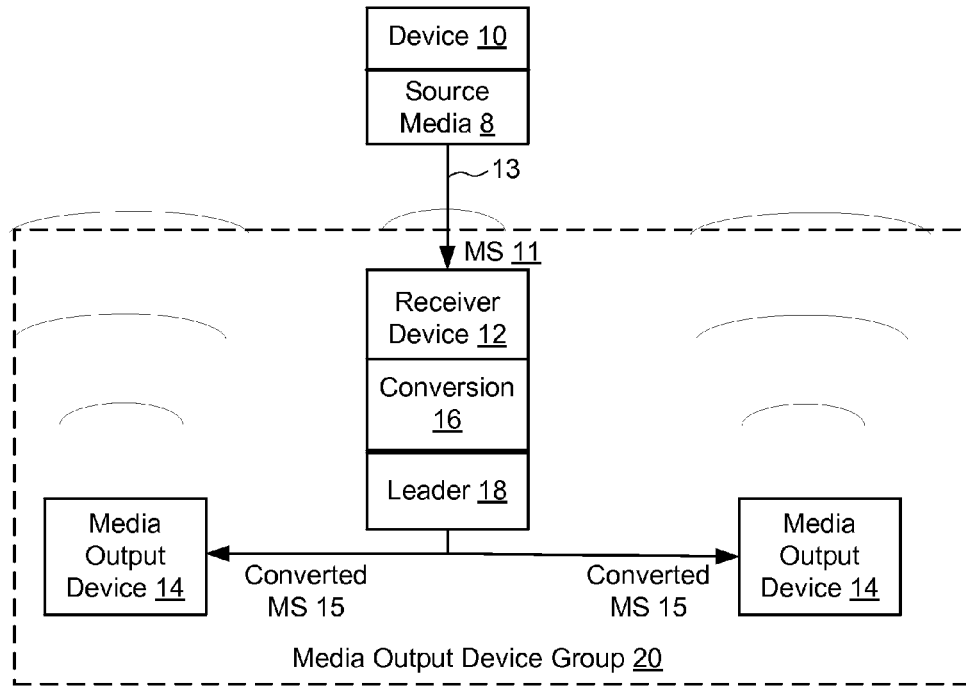 Device 10
Source
Media 8
13
MS 11
Receiver
Device 12
Conversion
16
Leader 18
Media
Output
Device 14
Converted
MS 15
Converted
MS 15
Media
Output
Device 14
Media Output Device Group 20